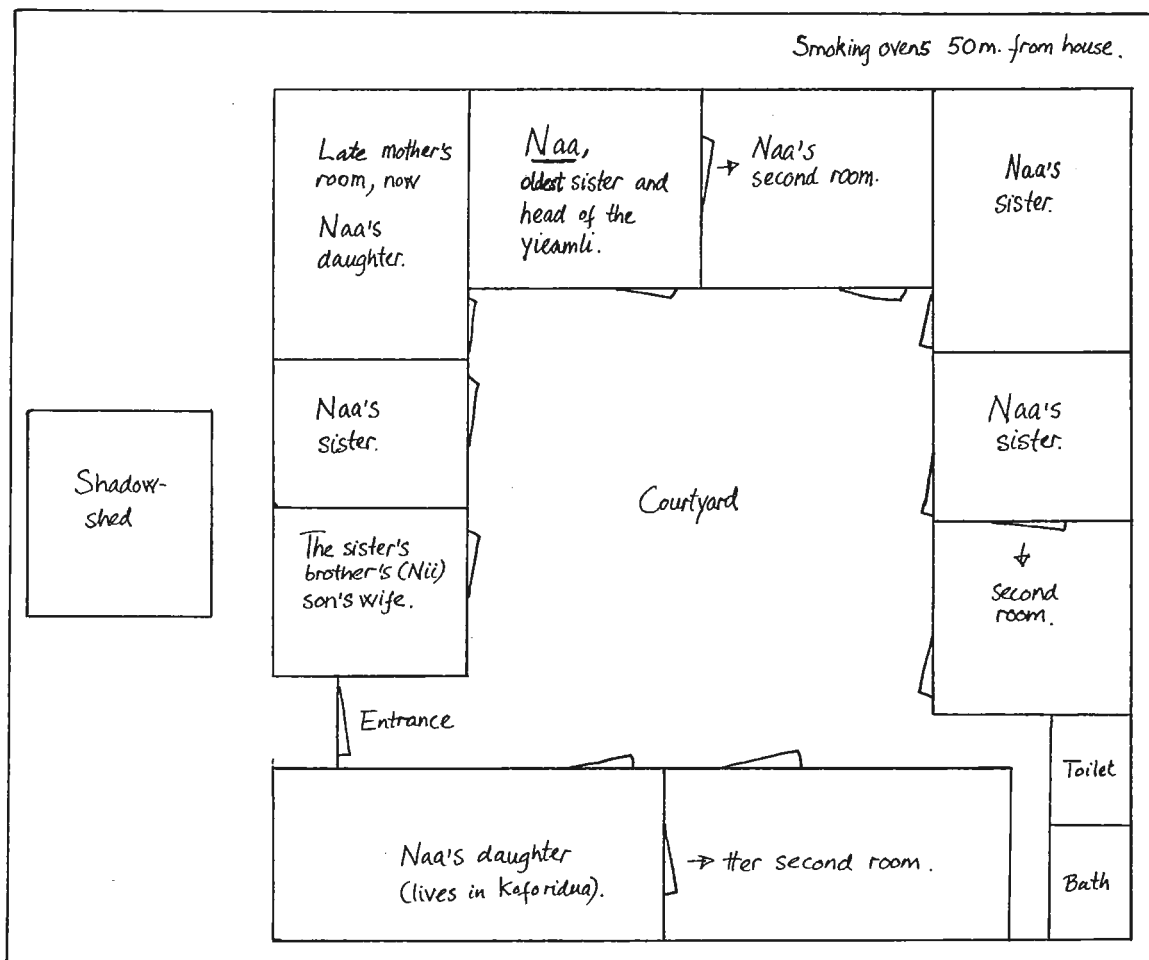 Smoking ovens 50m. from house.
Late mother's
room, now
Naa's
daughter.
Naa,
oldest sister and
head of the
yieamli.
→ Naa's
second room.
Naa's
sister.
Naa's
sister.
Naa's
sister.
Shadow-
shed
Courtyard
The sister's
brother's (Nii)
son's wife.
↓
second
room.
Entrance
Toilet
Bath
Naa's daughter
(lives in Koforidua).
→ Her second room.